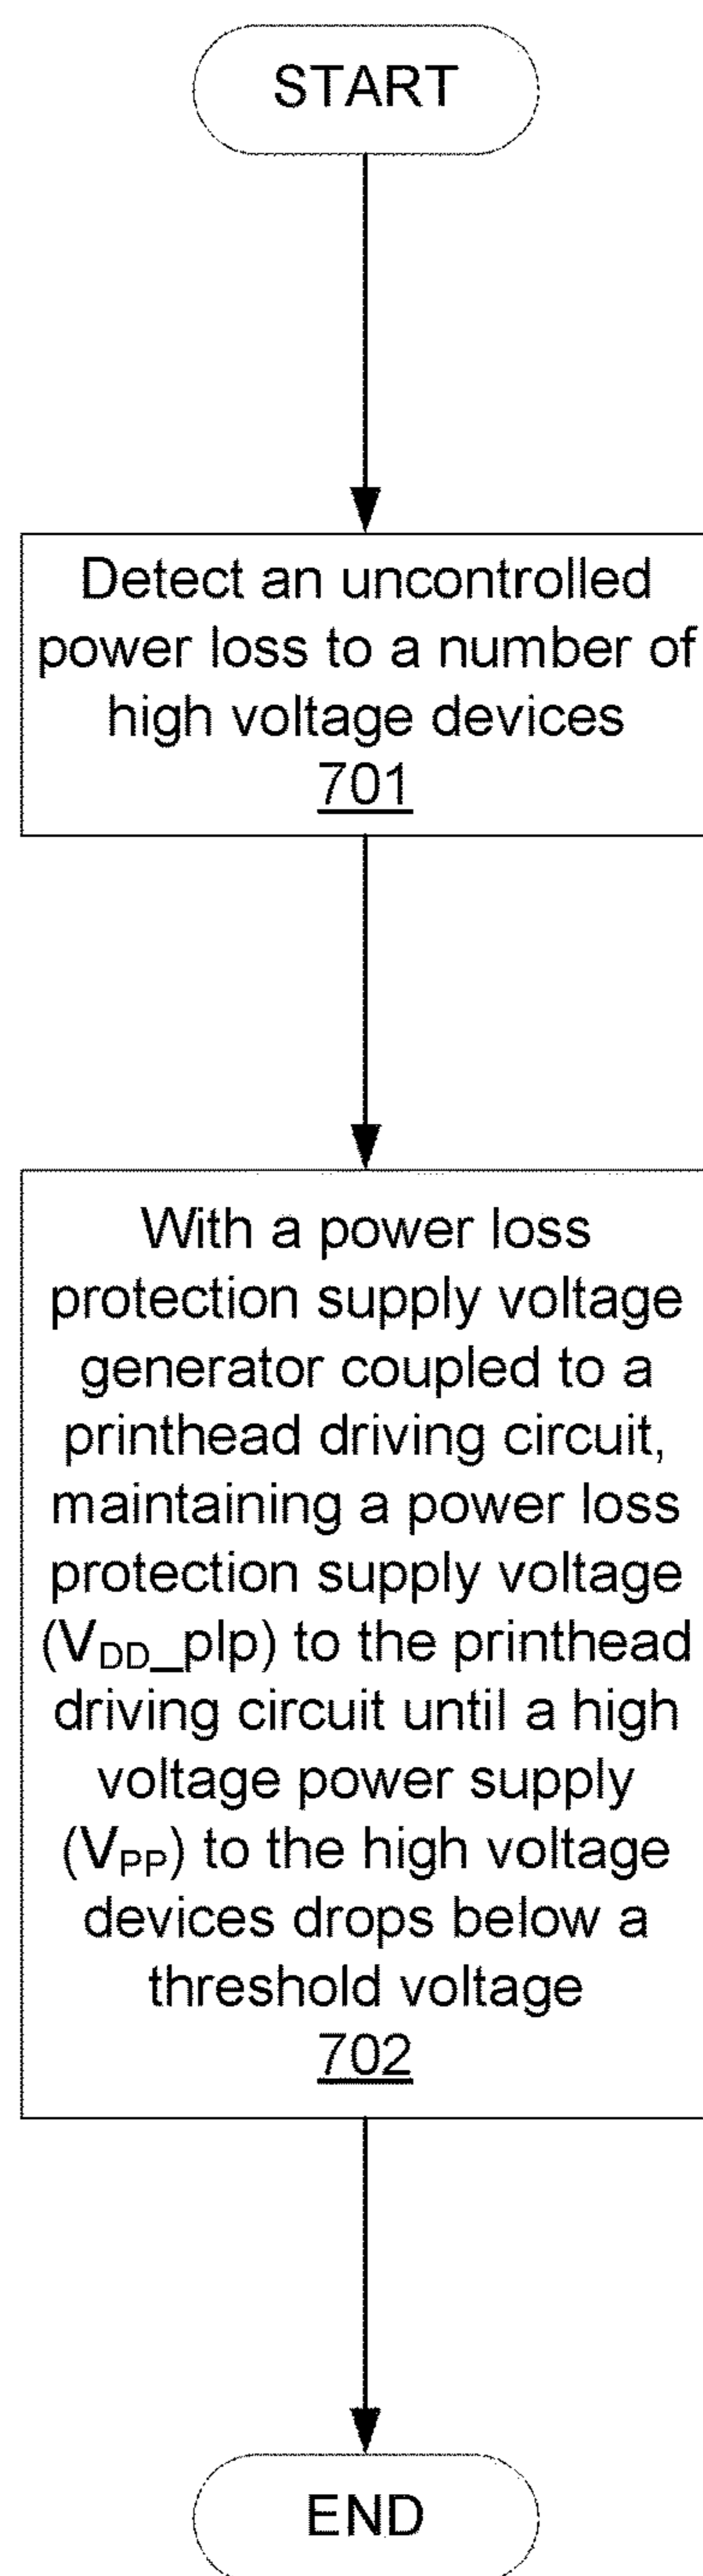 START
Detect an uncontrolled
power loss to a number of
high voltage devices
701
With a power loss
protection supply voltage
generator coupled to a
printhead driving circuit,
maintaining a power loss
protection supply voltage
(VDD_plp) to the printhead
driving circuit until a high
voltage power supply
(VPP) to the high voltage
devices drops below a
threshold voltage
702
END